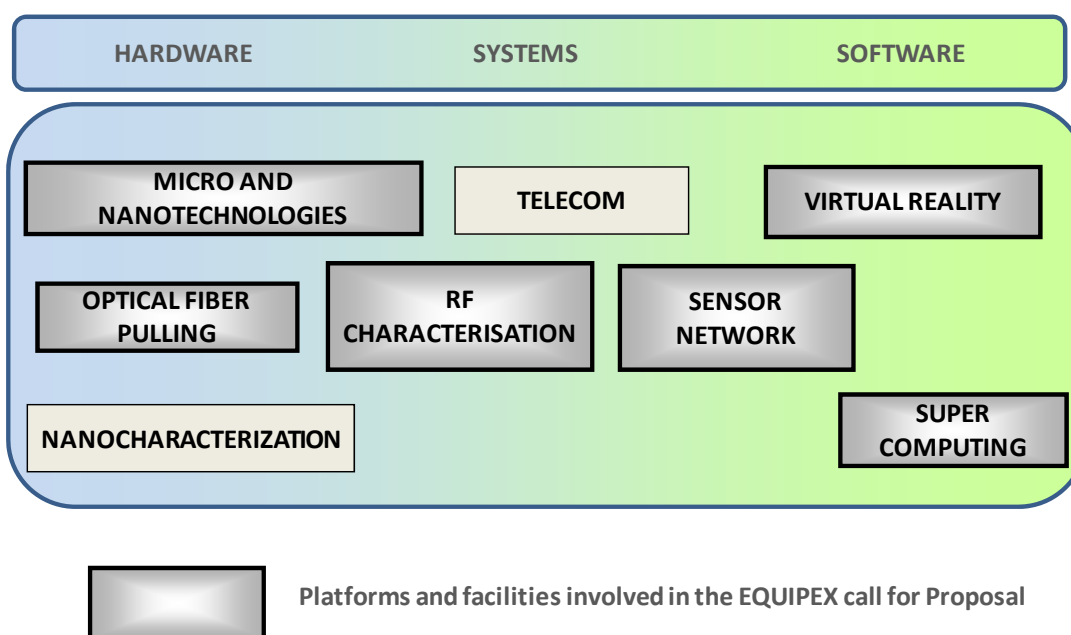 HARDWARE SYSTEMS SOFTWARE
MICRO AND
NANOTECHNOLOGIES
TELECOM
VIRTUAL REALITY
OPTICAL FIBER
PULLING
RF
CHARACTERISATION
SENSOR
NETWORK
NANOCHARACTERIZATION
SUPER
COMPUTING
Platforms and facilities involved in the EQUIPEX call for Proposal